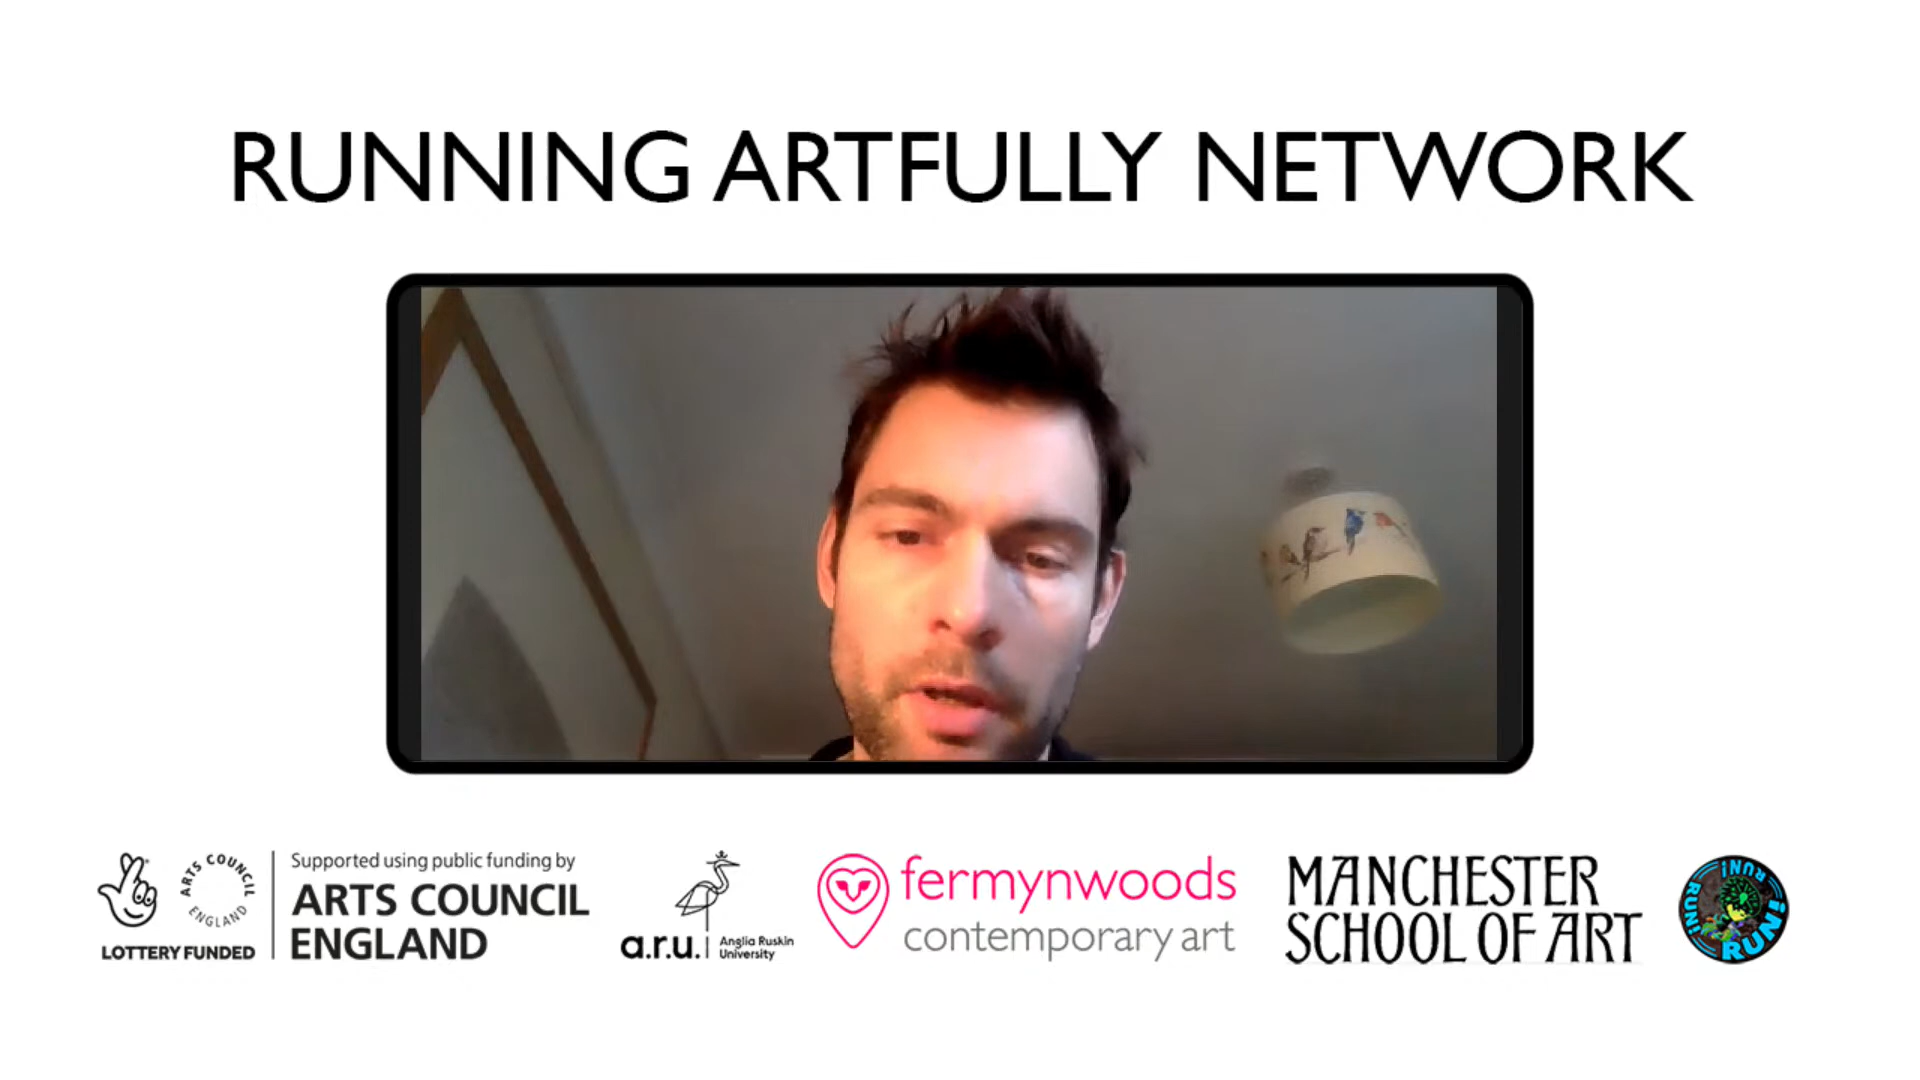 RUNNING ARTFULLY NETWORK
ARTS COUNCIL ENGLAND
LOTTERY FUNDED
Supported using public funding by
ARTS COUNCIL
ENGLAND
a.r.u.
Anglia Ruskin
University
fermynwoods
contemporary art
MANCHESTER
SCHOOL OF ART
RUN! RUN! RUN!